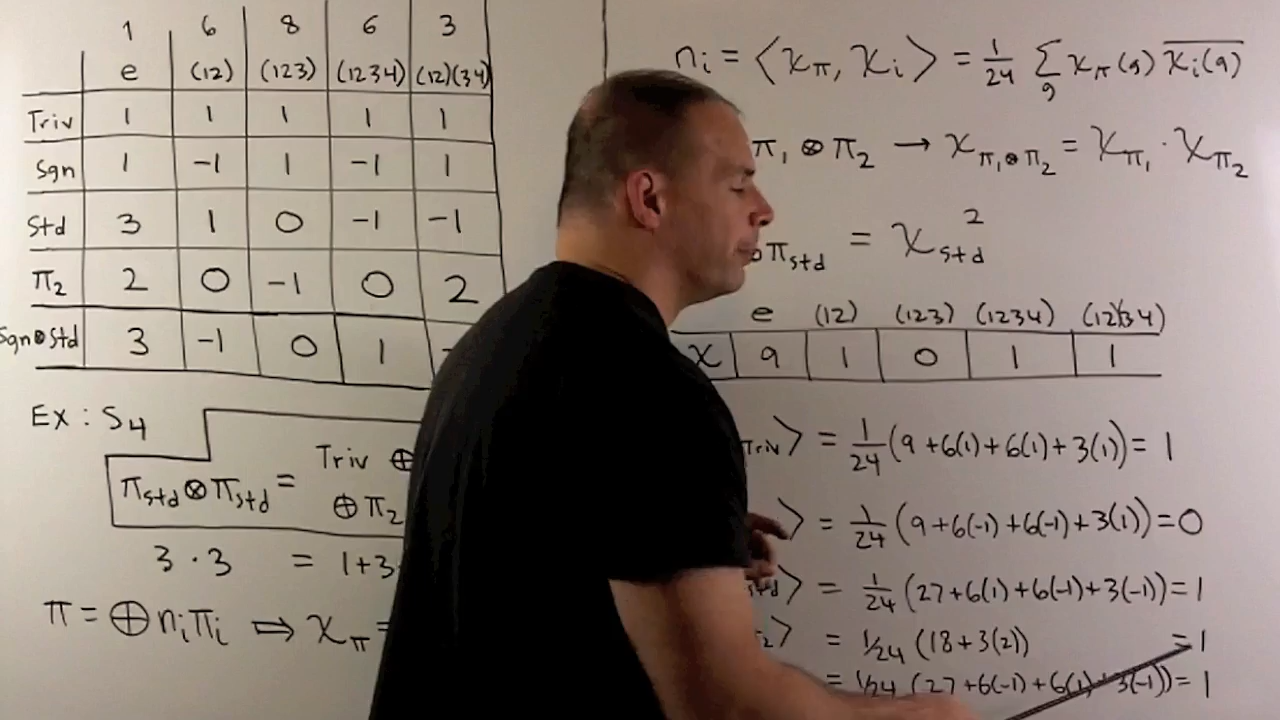 1 6 8 6 3
e (12) (123) (1234) (12)(34)
Triv 1 1 1 1 1
Sgn 1 -1 1 -1 1
Std 3 1 0 -1 -1
π₂ 2 0 -1 0 2
Sgn⊗Std 3 -1 0 1 -
Ex : S₄
π_std ⊗ π_std = Triv ⊕
⊕ π₂
3 · 3 = 1+3
π = ⊕ nᵢπᵢ ⟹ χ_π =
nᵢ = ⟨χ_π, χᵢ⟩ = 1/24 Σ_g χ_π(g) \overline{χᵢ(g)}
π₁ ⊗ π₂ → χ_{π₁⊗π₂} = χ_{π₁} · χ_{π₂}
⊗π_std = χ_std²
e (12) (123) (1234) (12)(34)
χ 9 1 0 1 1
Triv⟩ = 1/24 (9 + 6(1) + 6(1) + 3(1)) = 1
⟩ = 1/24 (9 + 6(-1) + 6(-1) + 3(1)) = 0
std⟩ = 1/24 (27 + 6(1) + 6(-1) + 3(-1)) = 1
₂⟩ = 1/24 (18 + 3(2)) = 1
= 1/24 (27 + 6(-1) + 6(1) + 3(-1)) = 1